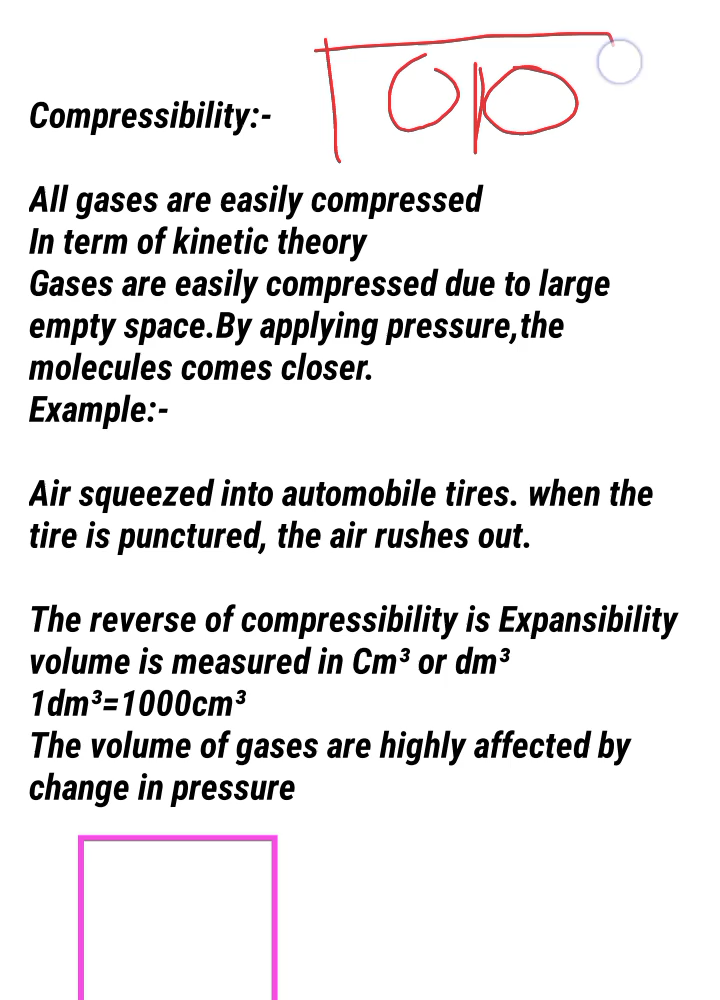 Top
Compressibility:-
All gases are easily compressed
In term of kinetic theory
Gases are easily compressed due to large
empty space.By applying pressure,the
molecules comes closer.
Example:-
Air squeezed into automobile tires. when the
tire is punctured, the air rushes out.
The reverse of compressibility is Expansibility
volume is measured in Cm³ or dm³
1dm³=1000cm³
The volume of gases are highly affected by
change in pressure